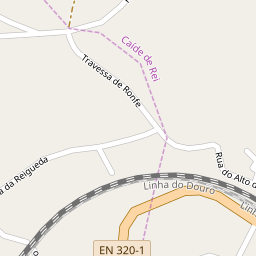 Caíde de Rei
Travessa de Ronfe
Rua do Alto d
a da Reigueda
Linha do Douro
Linh
EN 320-1